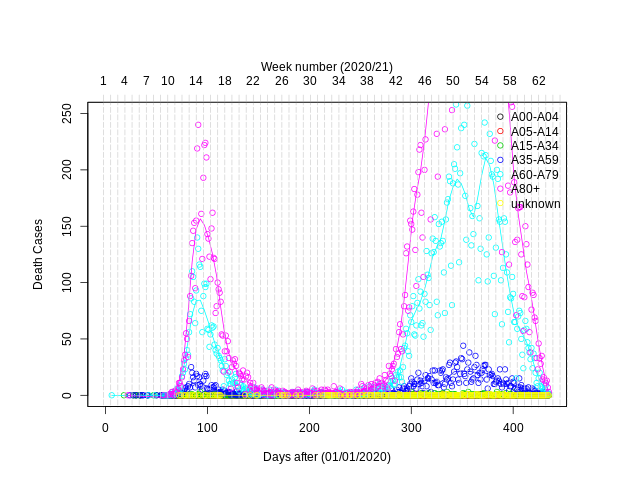 Week number (2020/21)
1 4 7 10 14 18 22 26 30 34 38 42 46 50 54 58 62
250
200
150
100
50
0
A00-A04
A05-A14
A15-A34
A35-A59
A60-A79
A80+
unknown
Death Cases
0 100 200 300 400
Days after (01/01/2020)